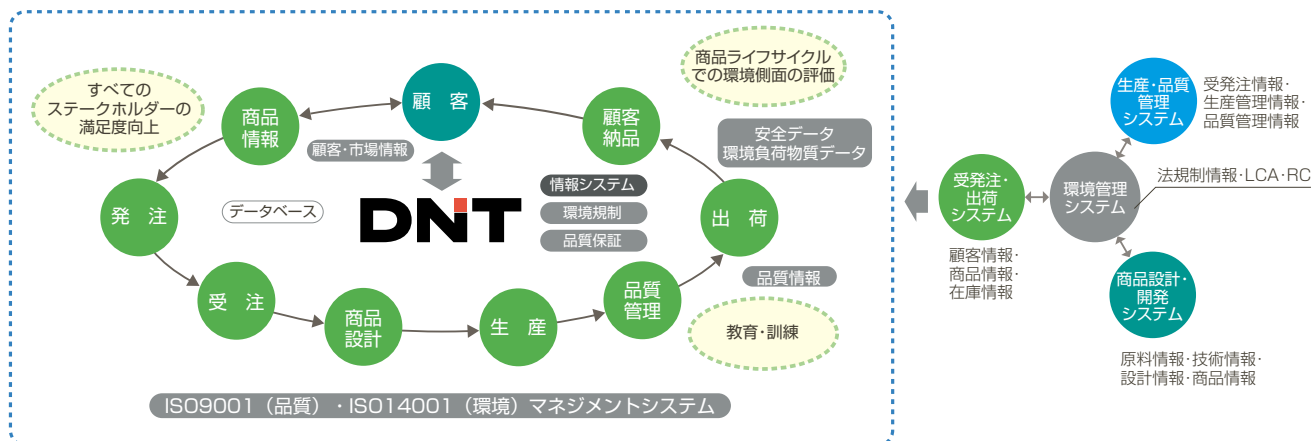 すべての
ステークホルダーの
満足度向上
商品
情報
顧　客
顧客・市場情報
商品ライフサイクル
での環境側面の評価
顧客
納品
安全データ
環境負荷物質データ
発　注
データベース
DNT
情報システム
環境規制
品質保証
出　荷
品質情報
受　注
商品
設計
生　産
品質
管理
教育・訓練
ISO9001（品質）・ISO14001（環境）マネジメントシステム
受発注・
出荷
システム
顧客情報・
商品情報・
在庫情報
環境管理
システム
生産・品質
管理
システム
受発注情報・
生産管理情報・
品質管理情報
法規制情報・LCA・RC
商品設計・
開発
システム
原料情報・技術情報・
設計情報・商品情報